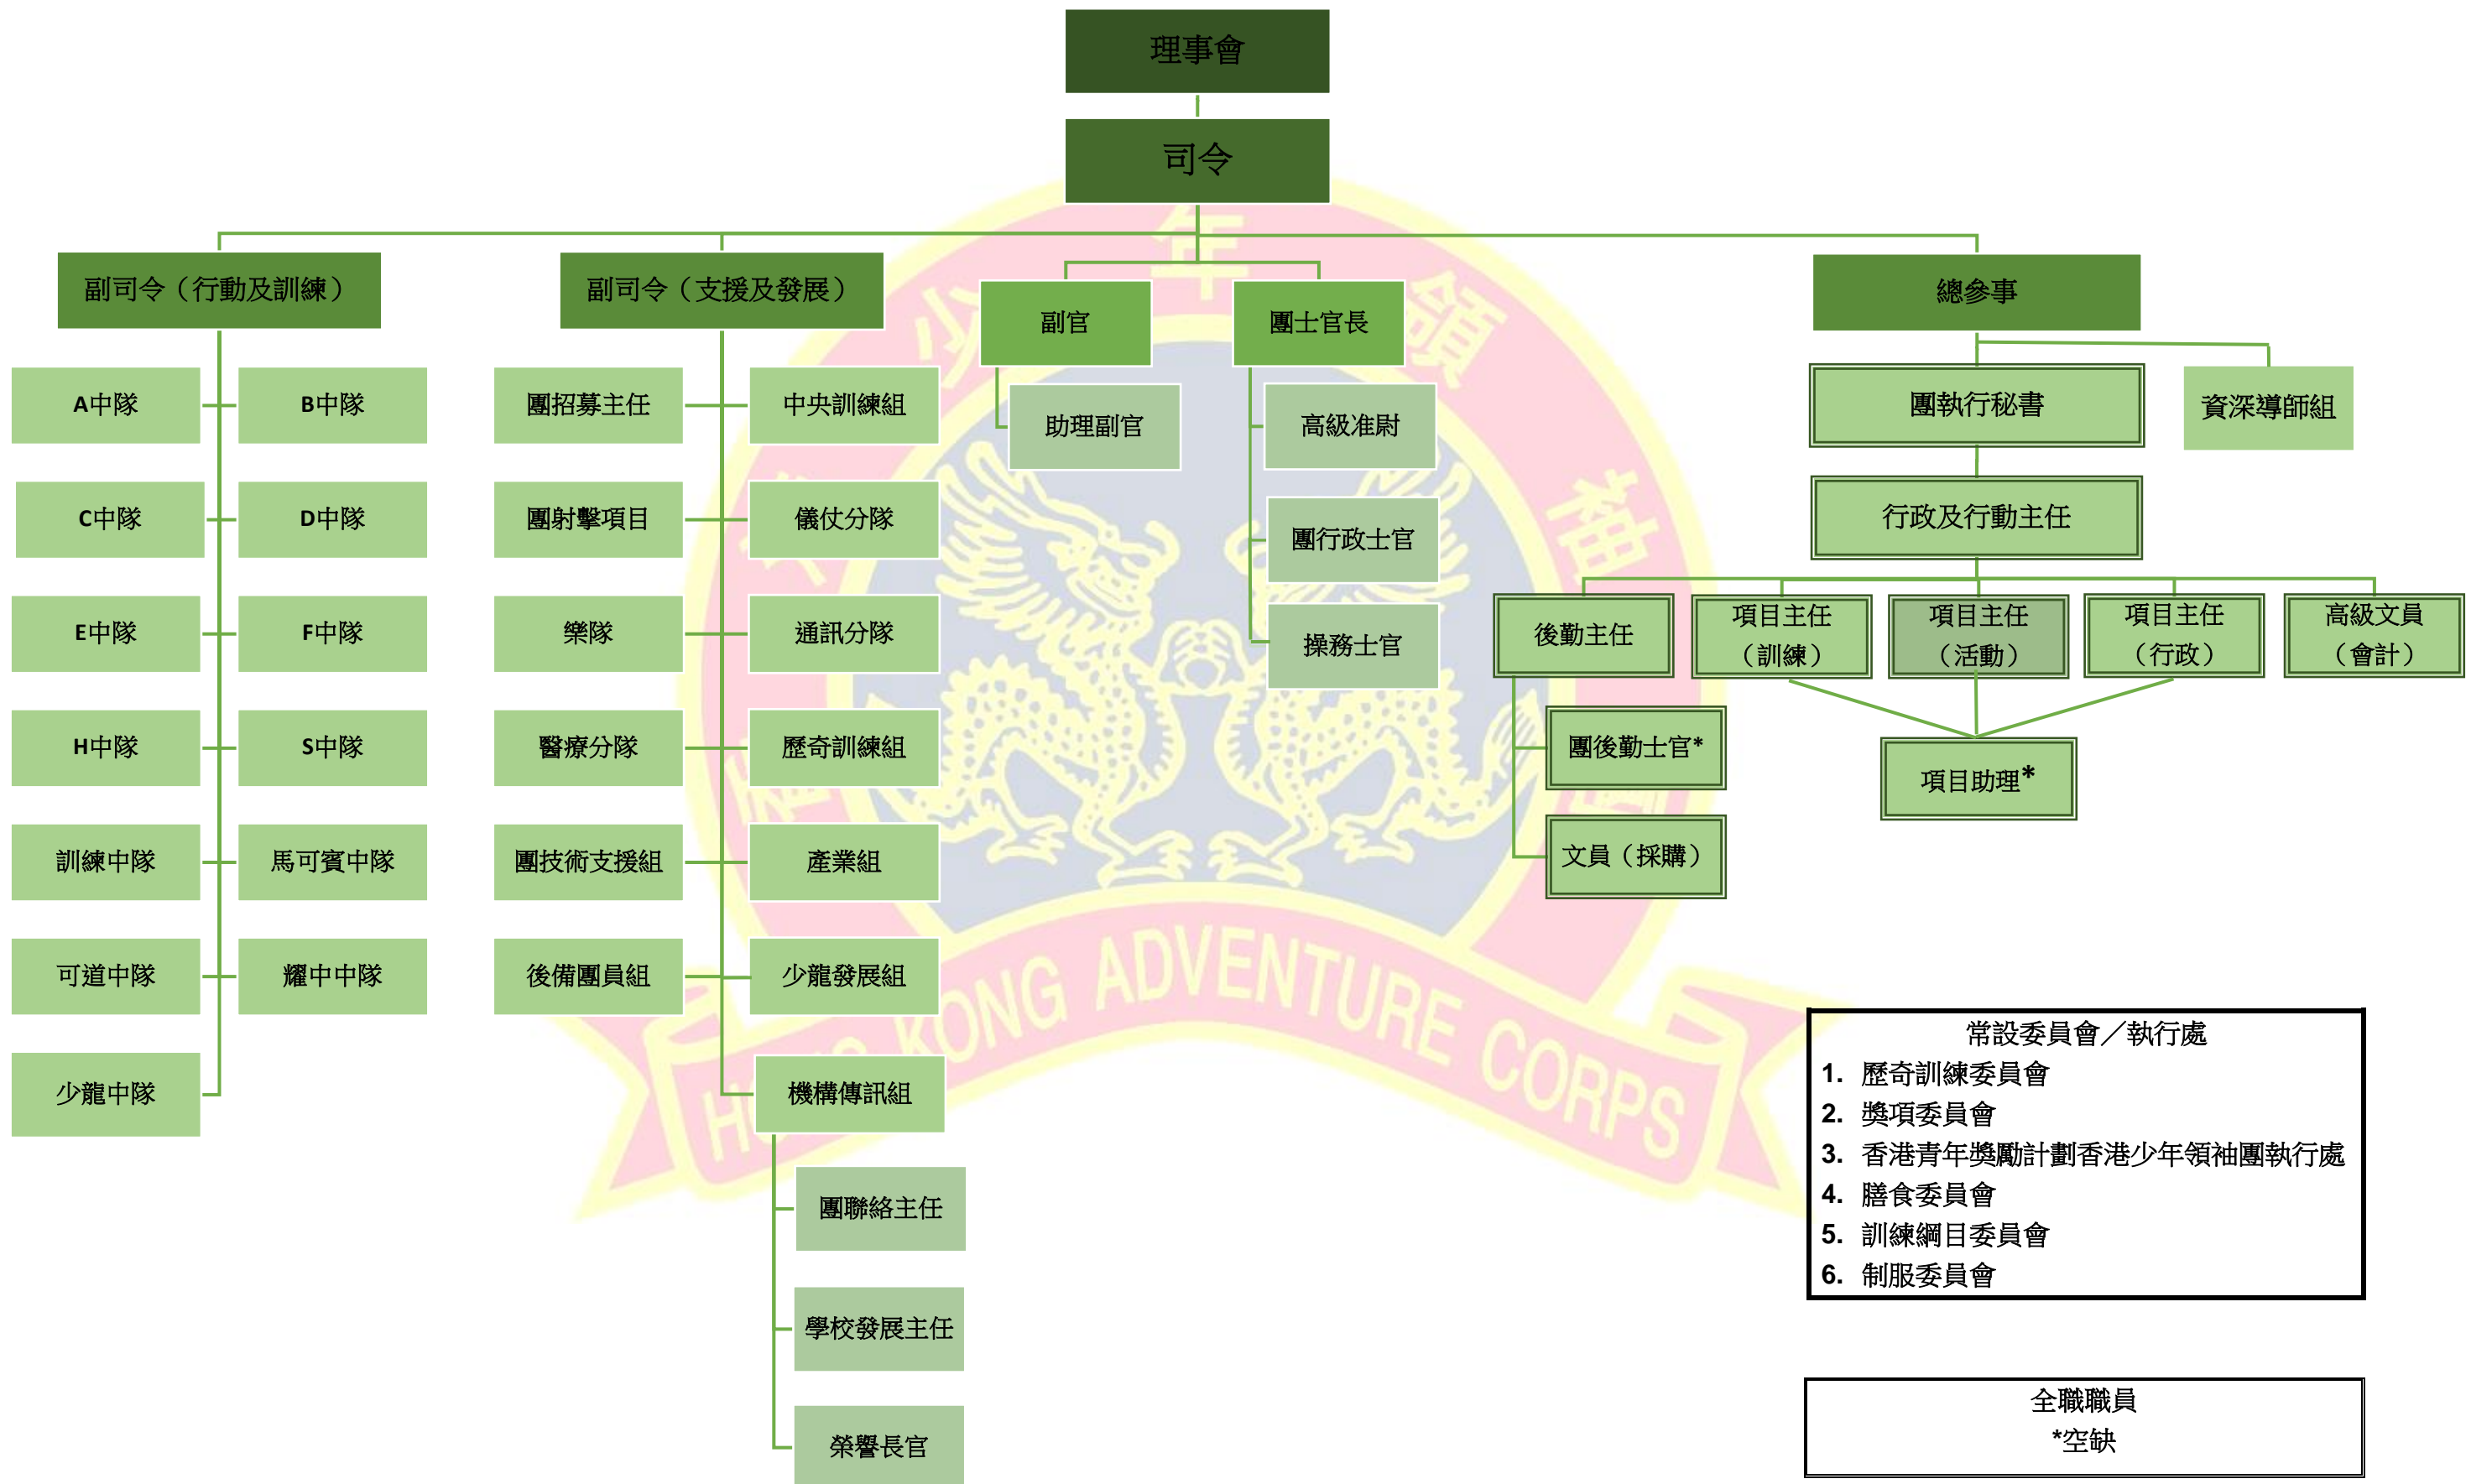 理事會
司令
副司令（行動及訓練）
副司令（支援及發展）
副官
團士官長
總參事
A中隊
B中隊
C中隊
D中隊
E中隊
F中隊
H中隊
S中隊
訓練中隊
馬可賓中隊
可道中隊
耀中中隊
少龍中隊
團招募主任
中央訓練組
團射擊項目
儀仗分隊
樂隊
通訊分隊
醫療分隊
歷奇訓練組
團技術支援組
產業組
後備團員組
少龍發展組
機構傳訊組
團聯絡主任
學校發展主任
榮譽長官
助理副官
高級准尉
團行政士官
操務士官
團執行秘書
資深導師組
行政及行動主任
後勤主任
項目主任
（訓練）
項目主任
（活動）
項目主任
（行政）
高級文員
（會計）
團後勤士官*
文員（採購）
項目助理*
常設委員會／執行處
1. 歷奇訓練委員會
2. 獎項委員會
3. 香港青年獎勵計劃香港少年領袖團執行處
4. 膳食委員會
5. 訓練綱目委員會
6. 制服委員會
全職職員
*空缺
香港少年領袖團
HONG KONG ADVENTURE CORPS